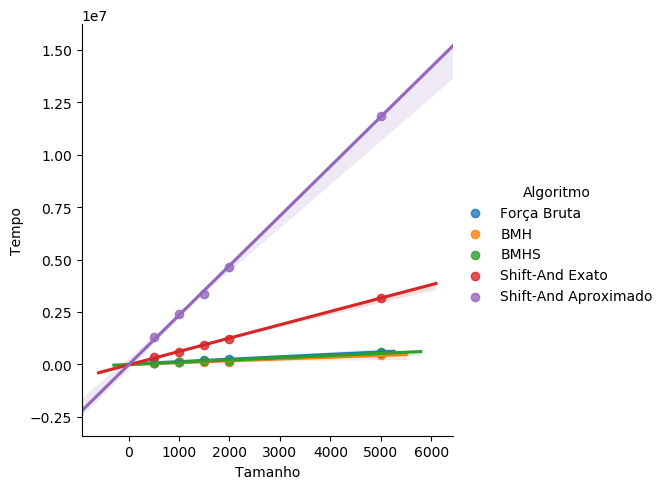 1e7
1.50
1.25
1.00
0.75
0.50
0.25
0.00
−0.25
Tempo
0 1000 2000 3000 4000 5000 6000
Tamanho
Algoritmo
Força Bruta
BMH
BMHS
Shift-And Exato
Shift-And Aproximado